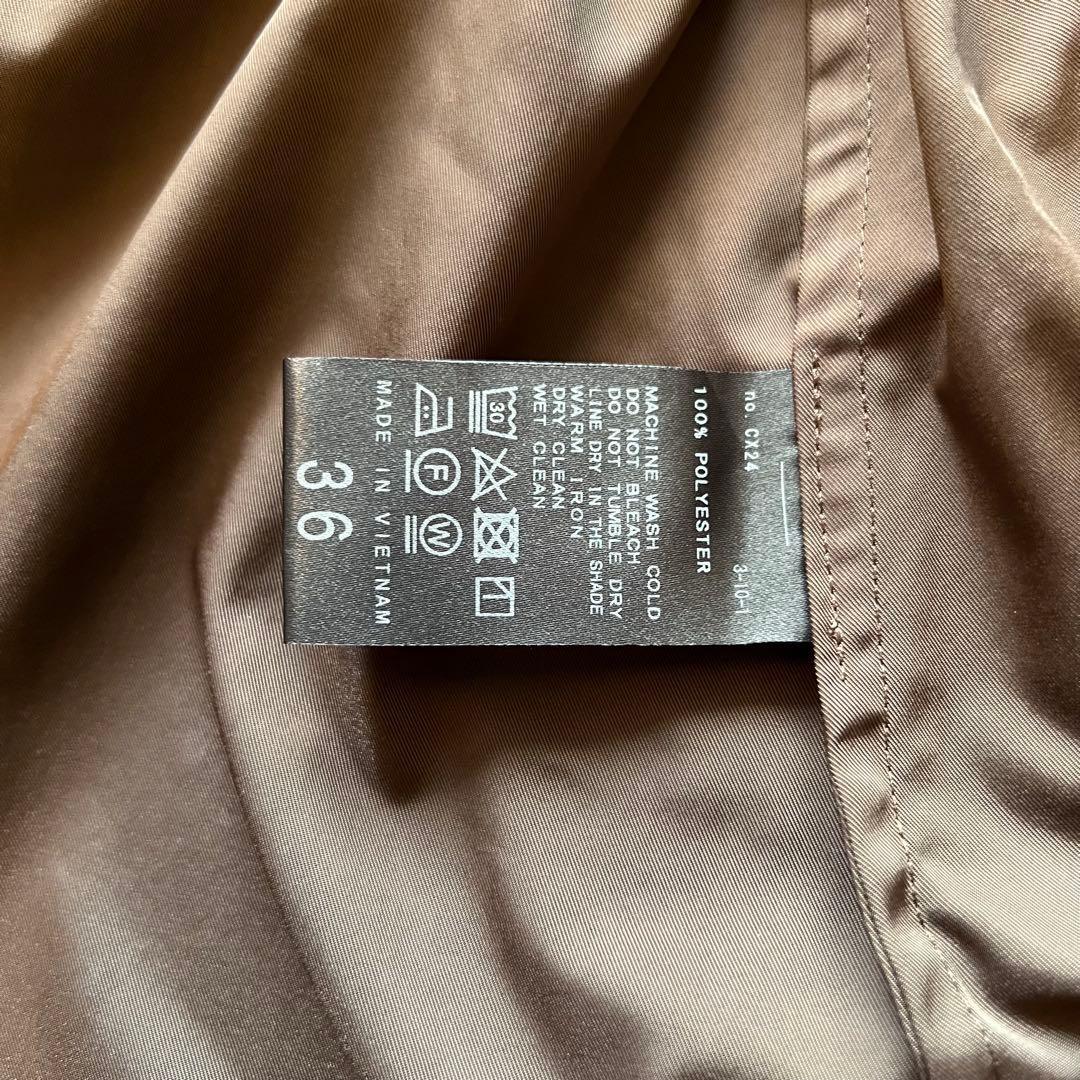 no. CX24 3-10-1
100% POLYESTER
MACHINE WASH COLD
DO NOT BLEACH
DO NOT TUMBLE DRY
LINE DRY IN THE SHADE
WARM IRON
DRY CLEAN
WET CLEAN
30
F W
MADE IN VIETNAM
36